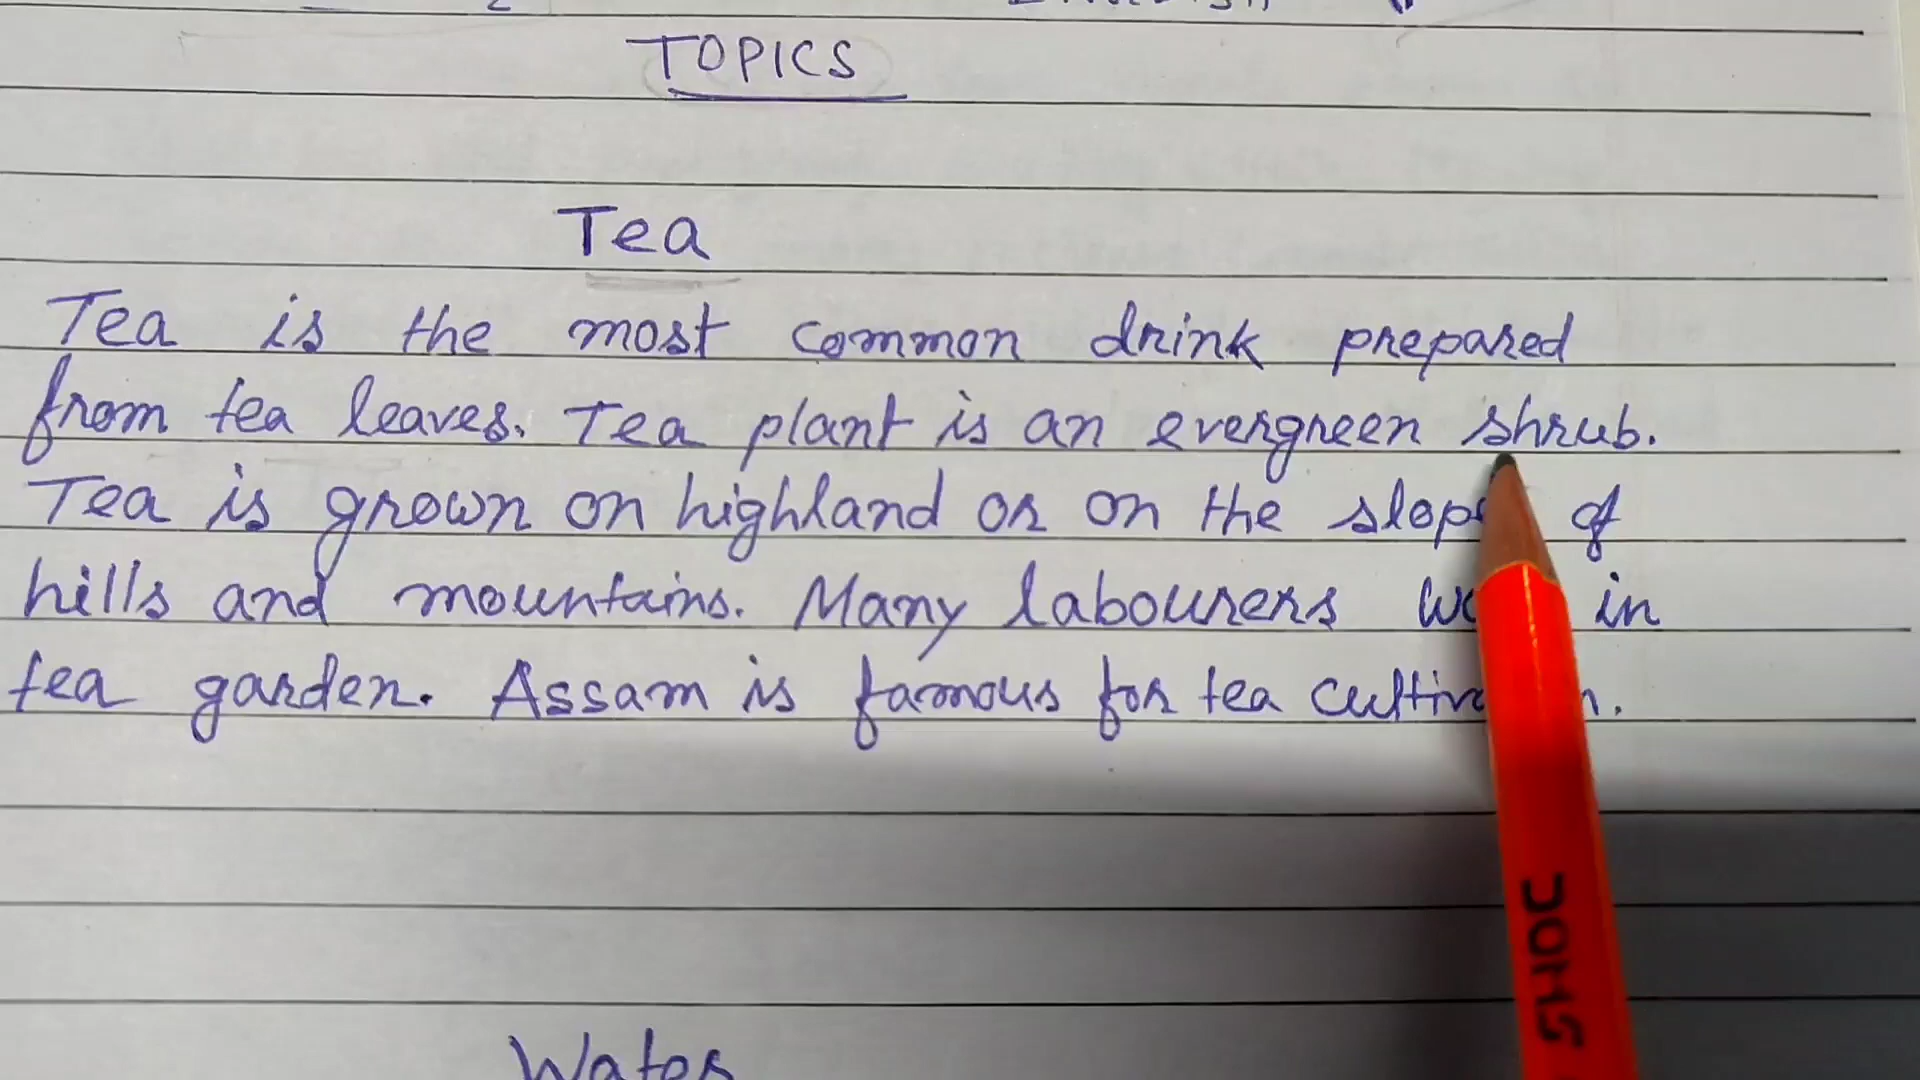 TOPICS
Tea
Tea is the most common drink prepared
from tea leaves. Tea plant is an evergreen shrub.
Tea is grown on highland or on the of
hills and mountains. Many labourers in
tea garden. Assam is famous for tea
Water